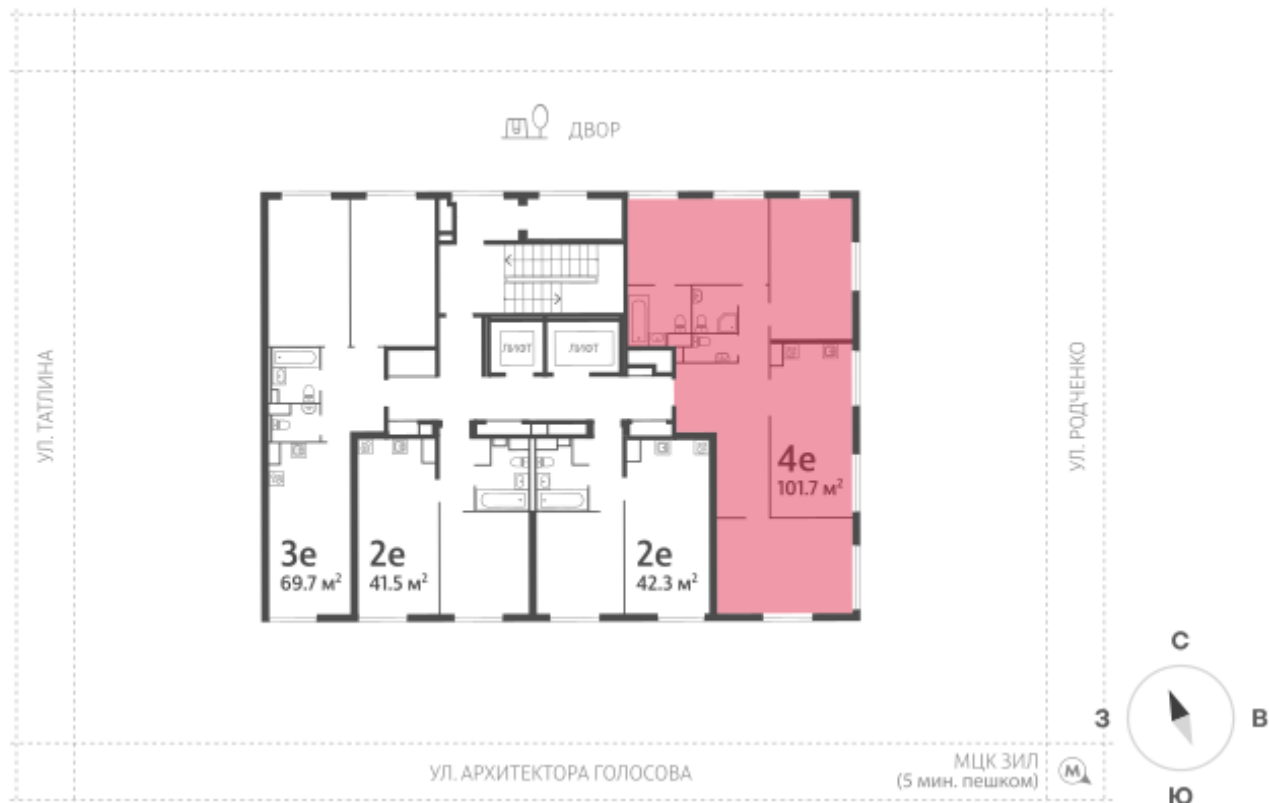 ДВОР
УЛ. ТАТЛИНА
ЛИФТ
ЛИФТ
УЛ. РОДЧЕНКО
4е
101.7 м²
3е
69.7 м²
2е
41.5 м²
2е
42.3 м²
С
З
В
Ю
УЛ. АРХИТЕКТОРА ГОЛОСОВА
МЦК ЗИЛ
(5 мин. пешком)
М